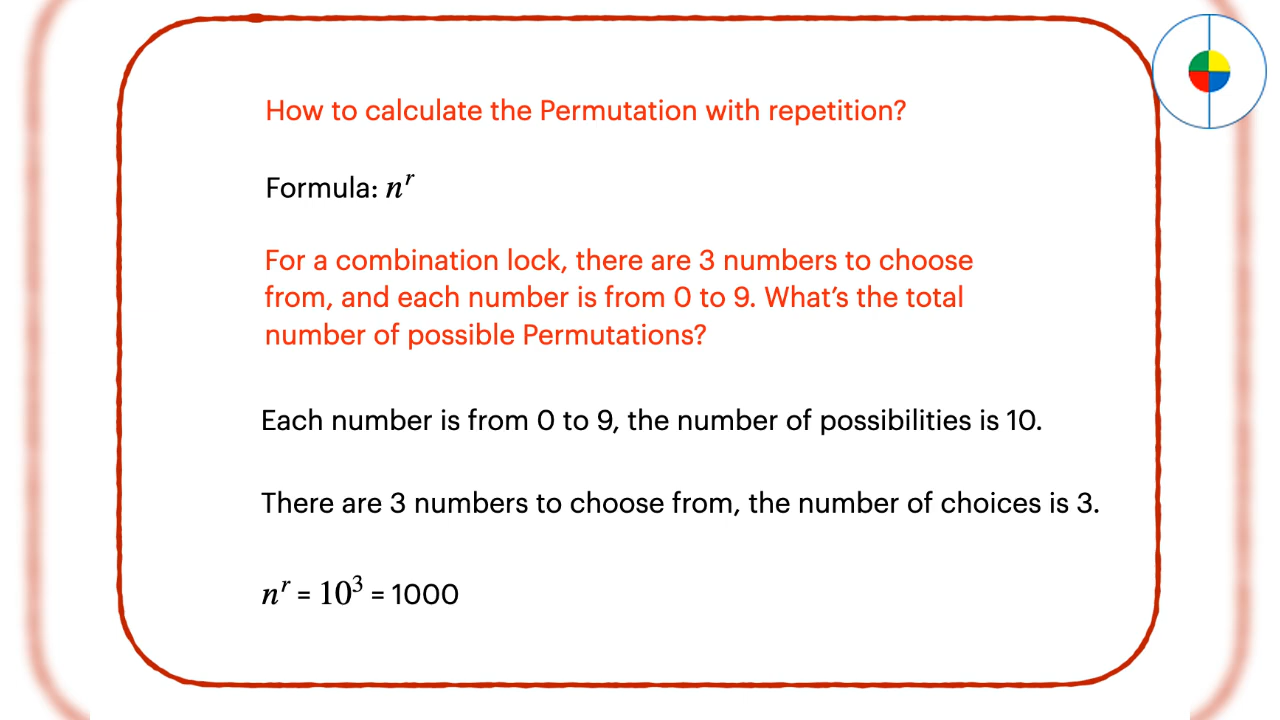 How to calculate the Permutation with repetition?
Formula: nʳ
For a combination lock, there are 3 numbers to choose
from, and each number is from 0 to 9. What’s the total
number of possible Permutations?
Each number is from 0 to 9, the number of possibilities is 10.
There are 3 numbers to choose from, the number of choices is 3.
nʳ = 10³ = 1000